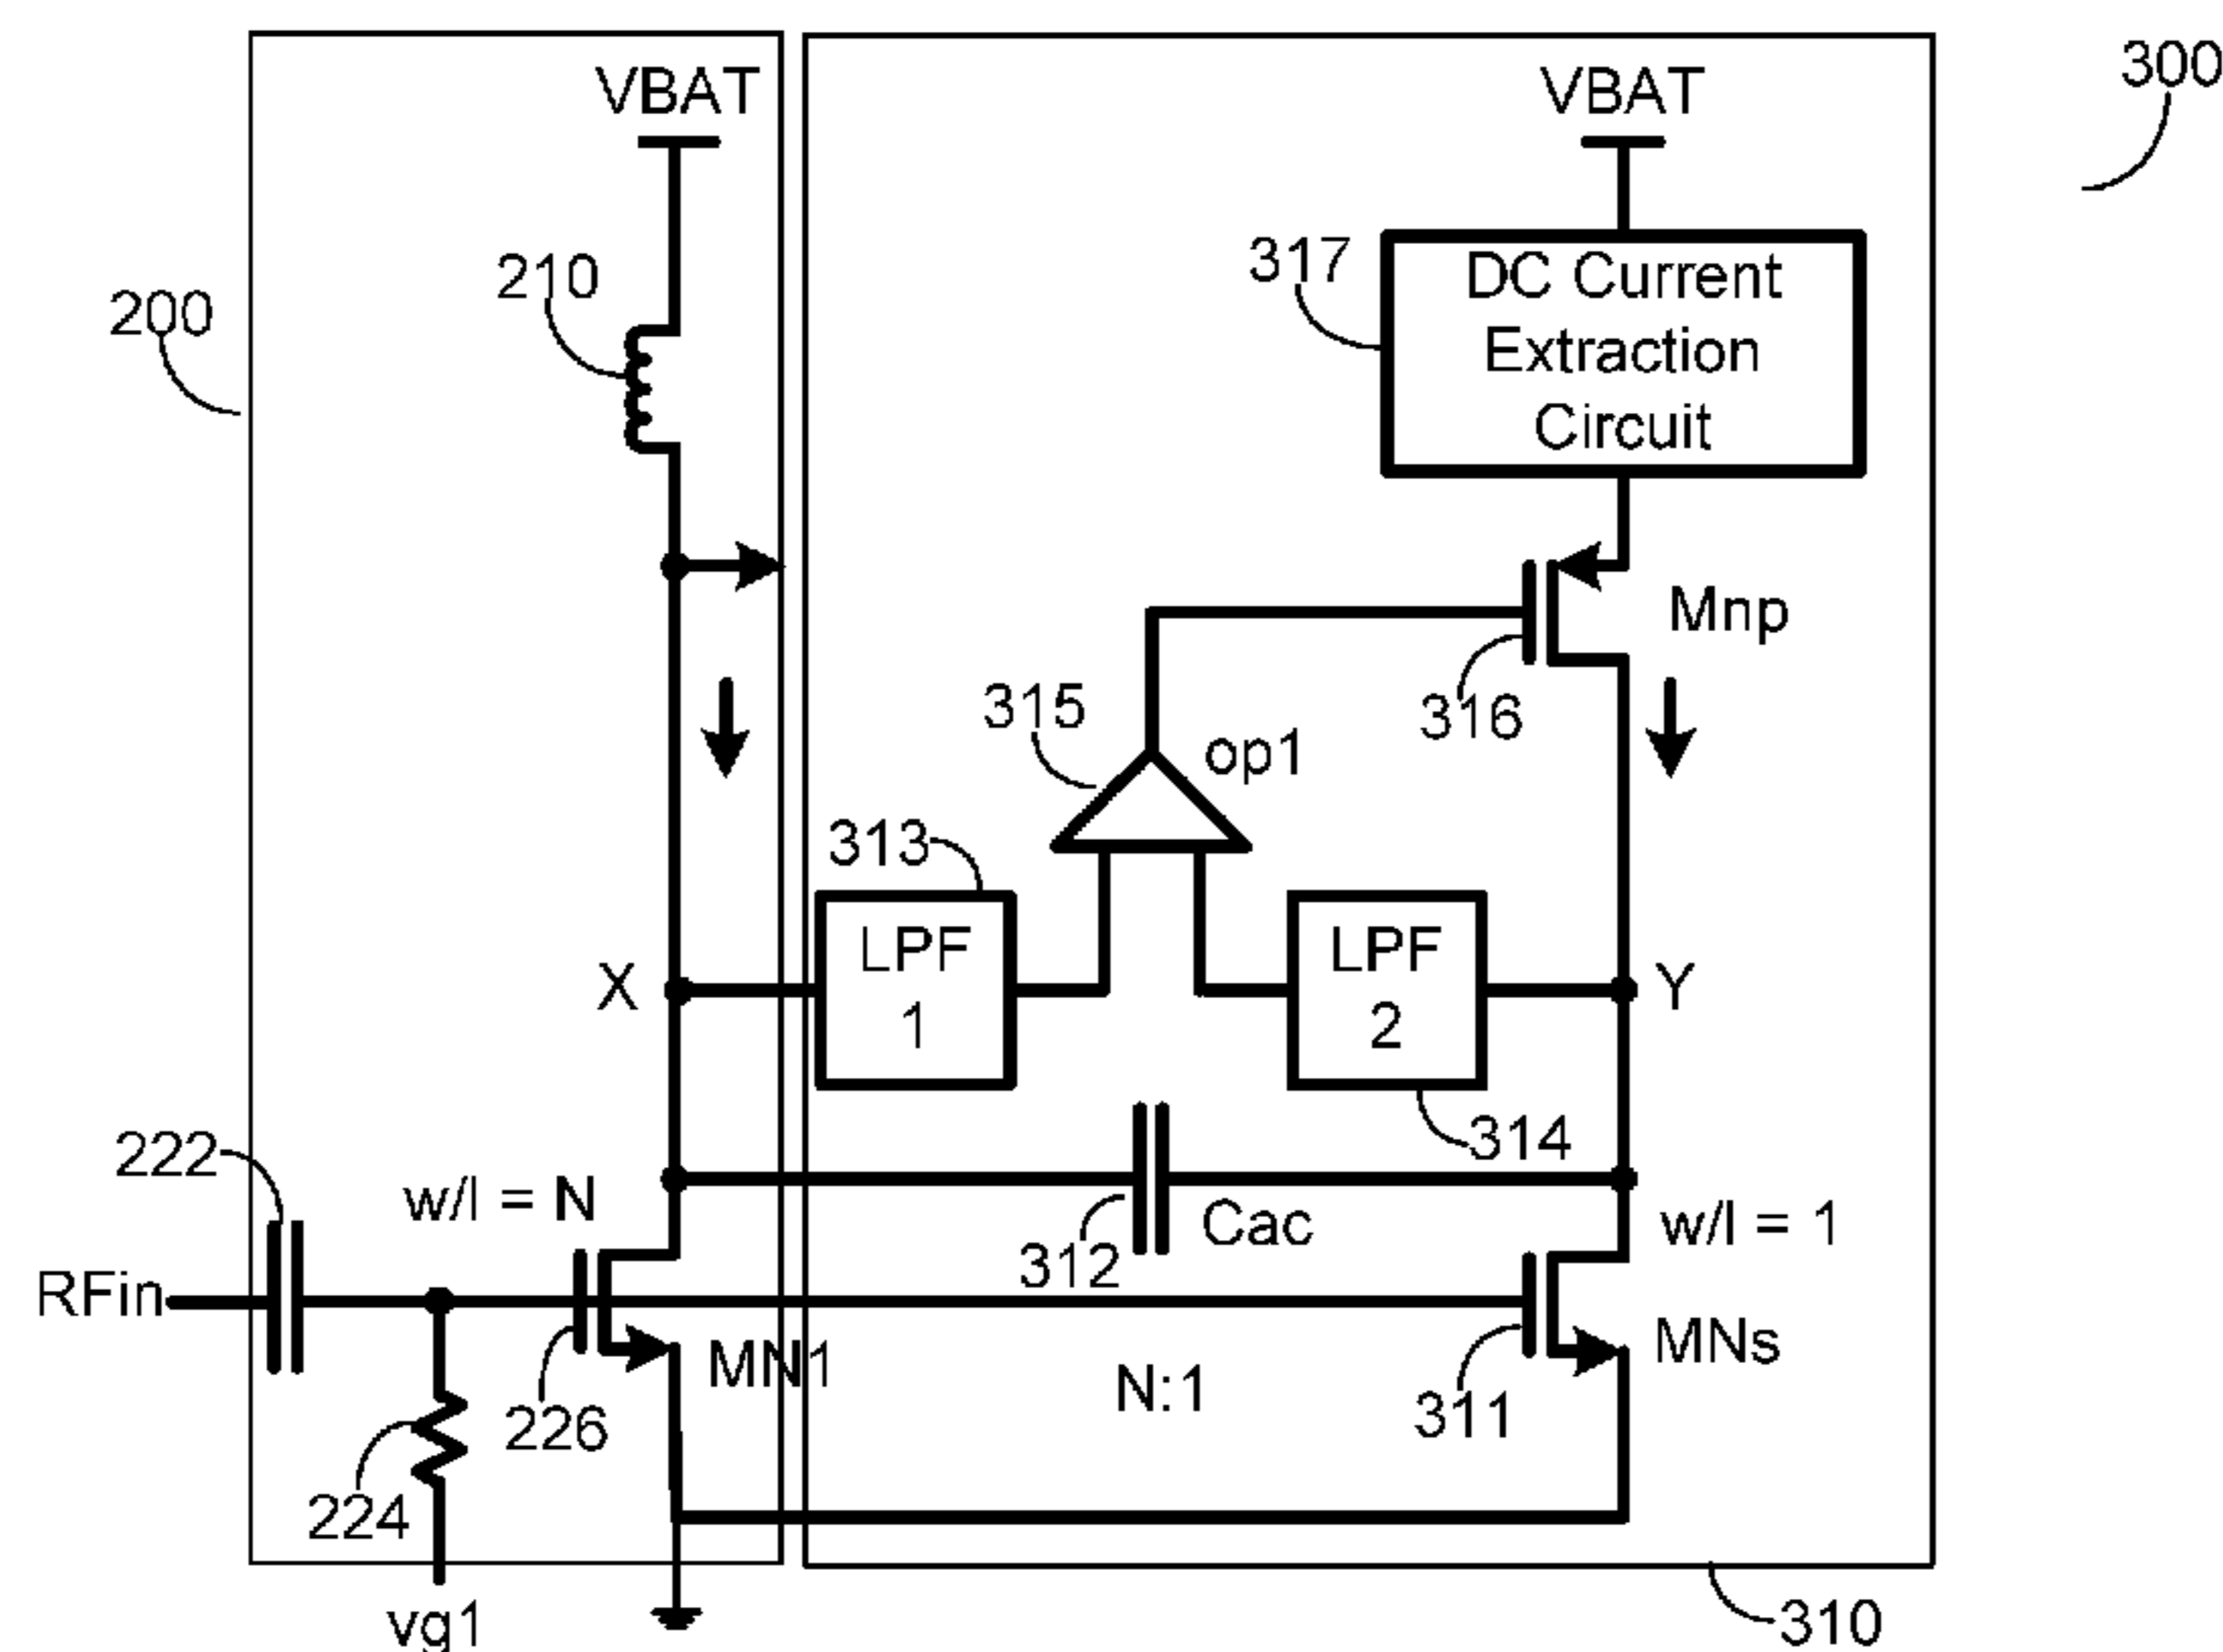 300
VBAT
VBAT
200
210
317
DC Current
Extraction
Circuit
Mnp
316
315
op1
313
LPF
1
LPF
2
X
Y
222
w/l = N
312
Cac
314
w/l = 1
RFin
MN1
MNs
226
N:1
311
224
vg1
310